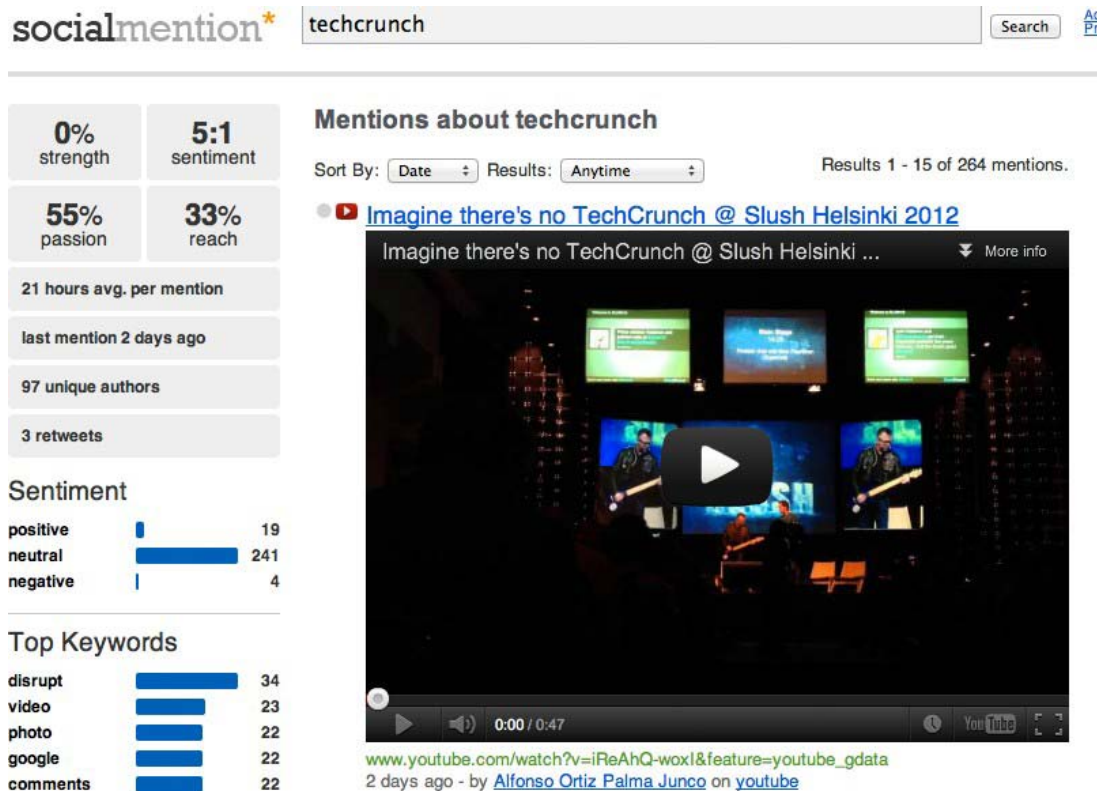 socialmention*
techcrunch
Search
0%
strength
5:1
sentiment
55%
passion
33%
reach
21 hours avg. per mention
last mention 2 days ago
97 unique authors
3 retweets
Sentiment
positive 19
neutral 241
negative 4
Top Keywords
disrupt 34
video 23
photo 22
google 22
comments 22
Mentions about techcrunch
Sort By: Date Results: Anytime
Results 1 - 15 of 264 mentions.
Imagine there's no TechCrunch @ Slush Helsinki 2012
Imagine there's no TechCrunch @ Slush Helsinki ...
More info
Main Stage
0:00 / 0:47
YouTube
www.youtube.com/watch?v=iReAhQ-woxI&feature=youtube_gdata
2 days ago - by Alfonso Ortiz Palma Junco on youtube